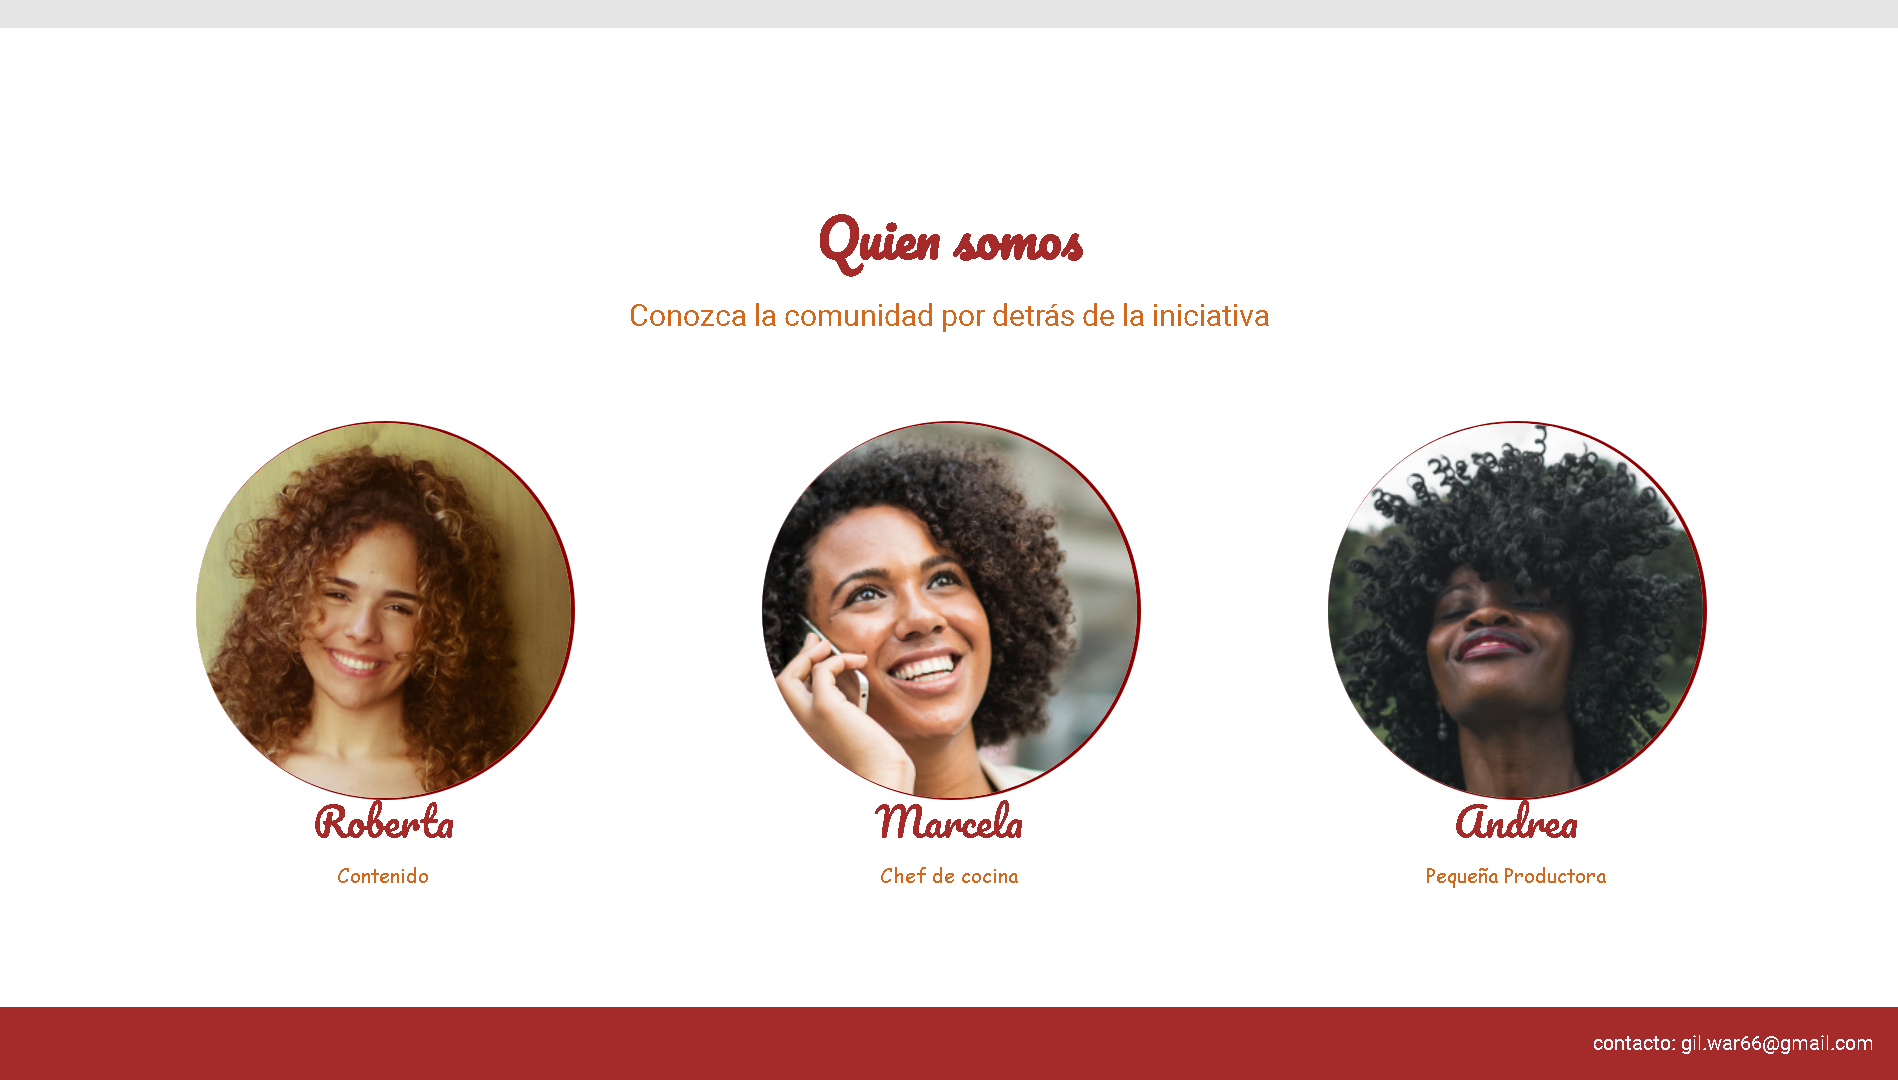 Quien somos
Conozca la comunidad por detrás de la iniciativa
Roberta
Marcela
Andrea
Contenido
Chef de cocina
Pequeña Productora
contacto: gil.war66@gmail.com